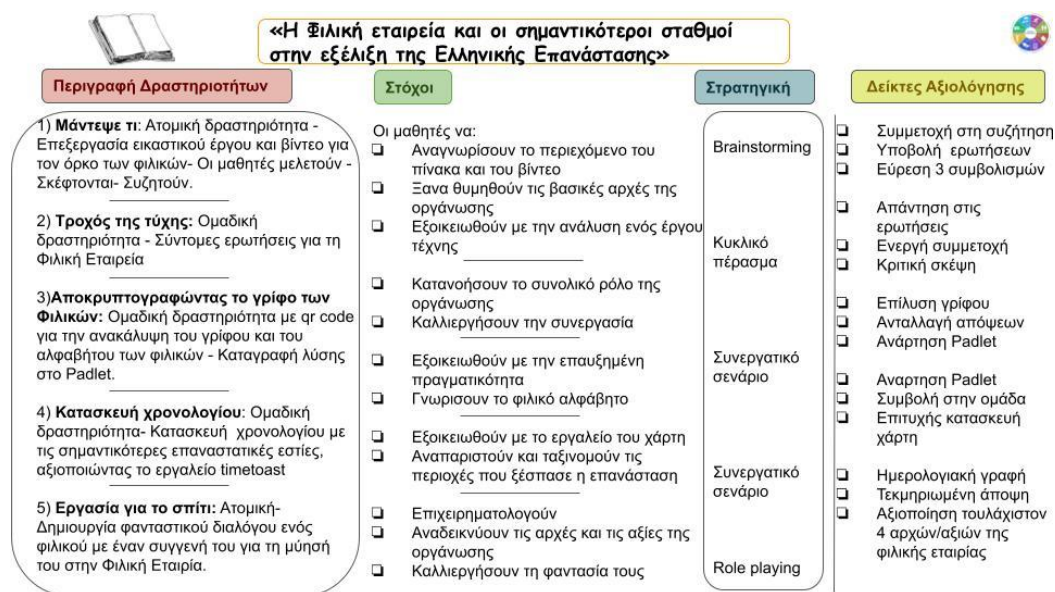 «Η Φιλική εταιρεία και οι σημαντικότεροι σταθμοί
στην εξέλιξη της Ελληνικής Επανάστασης»
Περιγραφή Δραστηριοτήτων
1) Μάντεψε τι: Ατομική δραστηριότητα -
Επεξεργασία εικαστικού έργου και βίντεο για
τον όρκο των φιλικών- Οι μαθητές μελετούν -
Σκέφτονται- Συζητούν.
2) Τροχός της τύχης: Ομαδική
δραστηριότητα - Σύντομες ερωτήσεις για τη
Φιλική Εταιρεία
3)Αποκρυπτογραφώντας το γρίφο των
Φιλικών: Ομαδική δραστηριότητα με qr code
για την ανακάλυψη του γρίφου και του
αλφαβήτου των φιλικών - Καταγραφή λύσης
στο Padlet.
4) Κατασκευή χρονολογίου: Ομαδική
δραστηριότητα- Κατασκευή χρονολογίου με
τις σημαντικότερες επαναστατικές εστίες,
αξιοποιώντας το εργαλείο timetoast
5) Εργασία για το σπίτι: Ατομική-
Δημιουργία φανταστικού διαλόγου ενός
φιλικού με έναν συγγενή του για τη μύησή
του στην Φιλική Εταιρία.
Στόχοι
Οι μαθητές να:
Αναγνωρίσουν το περιεχόμενο του
πίνακα και του βίντεο
Ξανα θυμηθούν τις βασικές αρχές της
οργάνωσης
Εξοικειωθούν με την ανάλυση ενός έργου
τέχνης
Κατανοήσουν το συνολικό ρόλο της
οργάνωσης
Καλλιεργήσουν την συνεργασία
Εξοικειωθούν με την επαυξημένη
πραγματικότητα
Γνωρισουν το φιλικό αλφάβητο
Εξοικειωθούν με το εργαλείο του χάρτη
Αναπαριστούν και ταξινομούν τις
περιοχές που ξέσπασε η επανάσταση
Επιχειρηματολογούν
Αναδεικνύουν τις αρχές και τις αξίες της
οργάνωσης
Καλλιεργήσουν τη φαντασία τους
Στρατηγική
Brainstorming
Κυκλικό
πέρασμα
Συνεργατικό
σενάριο
Συνεργατικό
σενάριο
Role playing
Δείκτες Αξιολόγησης
Συμμετοχή στη συζήτηση
Υποβολή ερωτήσεων
Εύρεση 3 συμβολισμών
Απάντηση στις
ερωτήσεις
Ενεργή συμμετοχή
Κριτική σκέψη
Επίλυση γρίφου
Ανταλλαγή απόψεων
Ανάρτηση Padlet
Αναρτηση Padlet
Συμβολή στην ομάδα
Επιτυχής κατασκευή
χάρτη
Ημερολογιακή γραφή
Τεκμηριωμένη άποψη
Αξιοποίηση τουλάχιστον
4 αρχών/αξιών της
φιλικής εταιρίας